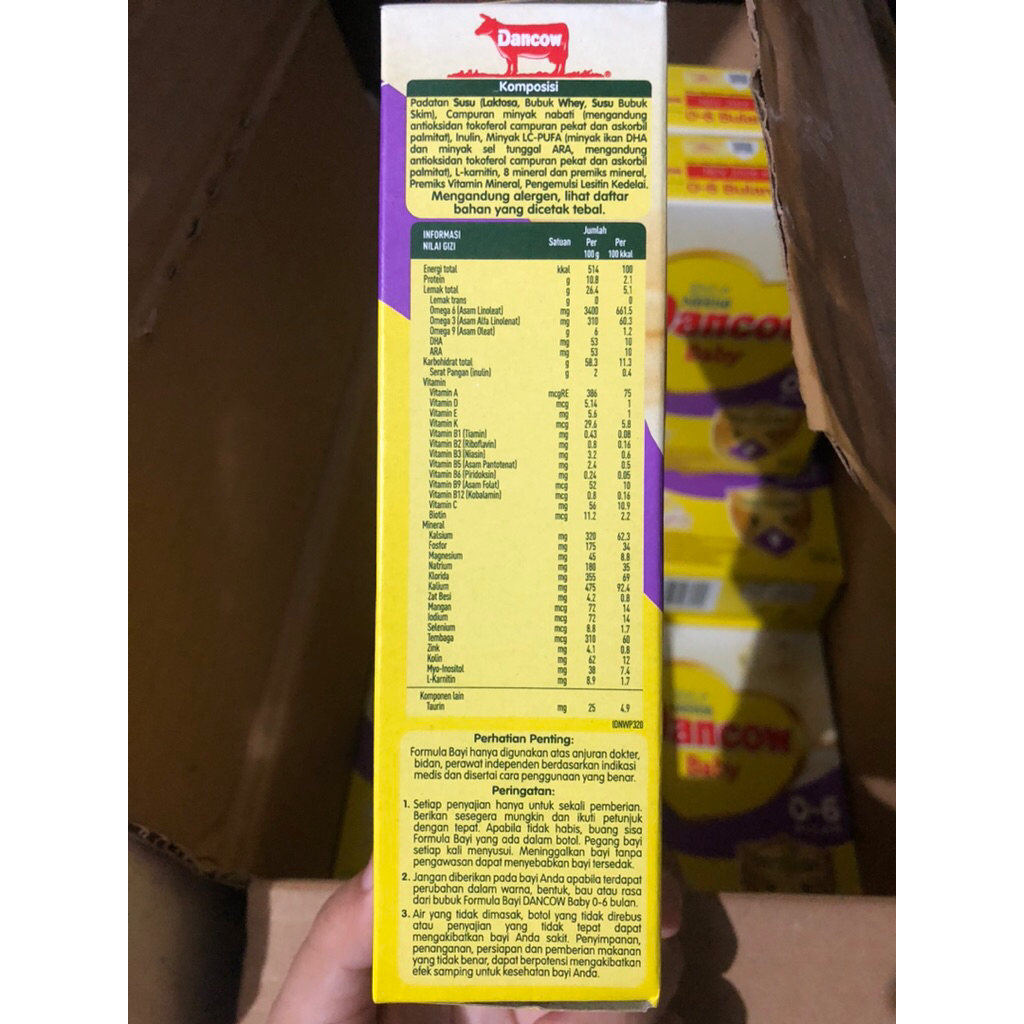 Dancow
Komposisi
Padatan Susu (Laktosa, Bubuk Whey, Susu Bubuk
Skim), Campuran minyak nabati (mengandung
antioksidan tokoferol campuran pekat dan askorbil
palmitat), Inulin, Minyak LC-PUFA (minyak ikan DHA
dan minyak sel tunggal ARA, mengandung
antioksidan tokoferol campuran pekat dan askorbil
palmitat), L-karnitin, 8 mineral dan premiks mineral,
Premiks Vitamin Mineral, Pengemulsi Lesitin Kedelai.
Mengandung alergen, lihat daftar
bahan yang dicetak tebal.
INFORMASI NILAI GIZI Satuan Jumlah Per 100 g Per 100 kkal
Energi total kkal 514 100
Protein g 10.8 2.1
Lemak total g 26.4 5.1
Lemak trans g 0 0
Omega 6 (Asam Linoleat) mg 3400 661.5
Omega 3 (Asam Alfa Linolenat) mg 310 60.3
Omega 9 (Asam Oleat) g 6 1.2
DHA mg 53 10
ARA mg 53 10
Karbohidrat total g 58.3 11.3
Serat Pangan (inulin) g 2 0.4
Vitamin
Vitamin A mcgRE 386 75
Vitamin D mcg 5.14 1
Vitamin E mg 5.6 1
Vitamin K mcg 29.6 5.8
Vitamin B1 (Tiamin) mg 0.43 0.08
Vitamin B2 (Riboflavin) mg 0.8 0.16
Vitamin B3 (Niasin) mg 3.2 0.6
Vitamin B5 (Asam Pantotenat) mg 2.4 0.5
Vitamin B6 (Piridoksin) mg 0.24 0.05
Vitamin B9 (Asam Folat) mcg 52 10
Vitamin B12 (Kobalamin) mcg 0.8 0.16
Vitamin C mg 56 10.9
Biotin mcg 11.2 2.2
Mineral
Kalsium mg 320 62.3
Fosfor mg 175 34
Magnesium mg 45 8.8
Natrium mg 180 35
Klorida mg 355 69
Kalium mg 475 92.4
Zat Besi mg 4.2 0.8
Mangan mcg 72 14
Iodium mcg 72 14
Selenium mcg 8.8 1.7
Tembaga mcg 310 60
Zink mg 4.1 0.8
Kolin mg 62 12
Myo-Inositol mg 38 7.4
L-Karnitin mg 8.9 1.7
Komponen lain
Taurin mg 25 4.9
IDNWP320
Perhatian Penting:
Formula Bayi hanya digunakan atas anjuran dokter,
bidan, perawat independen berdasarkan indikasi
medis dan disertai cara penggunaan yang benar.
Peringatan:
1. Setiap penyajian hanya untuk sekali pemberian.
Berikan sesegera mungkin dan ikuti petunjuk
dengan tepat. Apabila tidak habis, buang sisa
Formula Bayi yang ada dalam botol. Pegang bayi
setiap kali menyusui. Meninggalkan bayi tanpa
pengawasan dapat menyebabkan bayi tersedak.
2. Jangan diberikan pada bayi Anda apabila terdapat
perubahan dalam warna, bentuk, bau atau rasa
dari bubuk Formula Bayi DANCOW Baby 0-6 bulan.
3. Air yang tidak dimasak, botol yang tidak direbus
atau penyajian yang tidak tepat dapat
mengakibatkan bayi Anda sakit. Penyimpanan,
penanganan, persiapan dan pemberian makanan
yang tidak benar, dapat berpotensi mengakibatkan
efek samping untuk kesehatan bayi Anda.
0-6 Bulan
0-6 Bulan
Dancow
Baby
Dancow
Baby
0-6